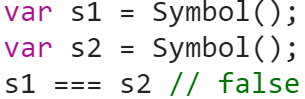 var s1 = Symbol();
var s2 = Symbol();
s1 === s2 // false